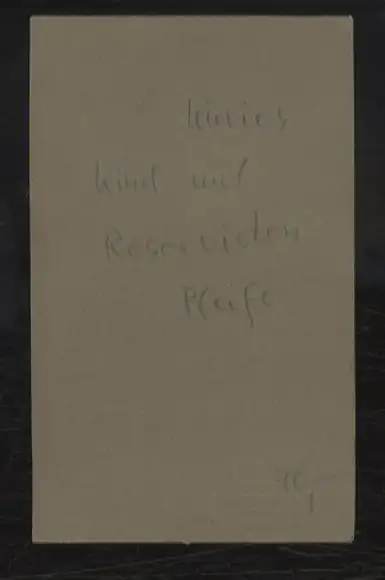 Kind mit
Reservisten
Pfeife